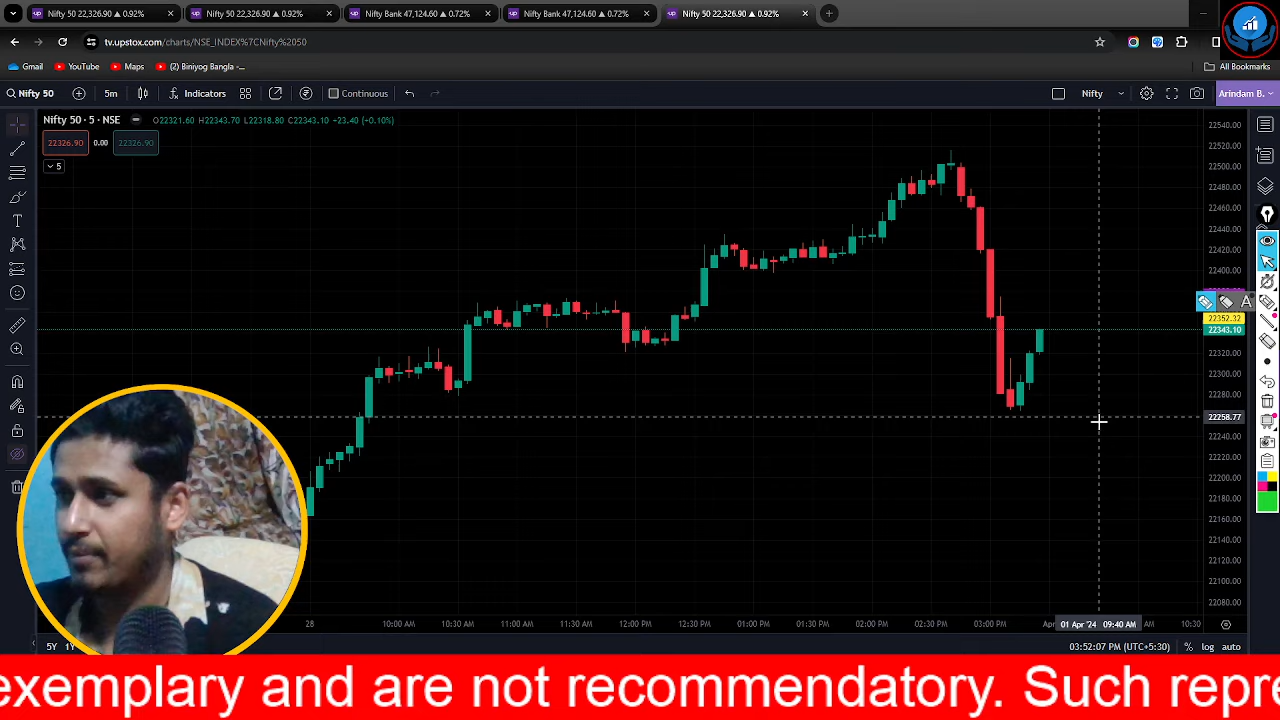 Nifty 50 22,326.90 ▲ 0.92%
Nifty 50 22,326.90 ▲ 0.92%
Nifty Bank 47,124.60 ▲ 0.72%
Nifty Bank 47,124.60 ▲ 0.72%
Nifty 50 22,326.90 ▲ 0.92%
tv.upstox.com/charts/NSE_INDEX%7CNifty%2050
Gmail YouTube Maps (2) Biniyog Bangla -... All Bookmarks
Nifty 50 5m Indicators Continuous Nifty Arindam B.
Nifty 50 · 5 · NSE O22321.60 H22343.70 L22318.80 C22343.10 +23.40 (+0.10%)
22326.90 0.00 22326.90
5
22540.00
22520.00
22500.00
22480.00
22460.00
22440.00
22420.00
22400.00
A
22352.32
22343.10
22320.00
22300.00
22280.00
22258.77
22240.00
22220.00
22200.00
22180.00
22160.00
22140.00
22120.00
22100.00
22080.00
28 10:00 AM 10:30 AM 11:00 AM 11:30 AM 12:00 PM 12:30 PM 01:00 PM 01:30 PM 02:00 PM 02:30 PM 03:00 PM Apr 01 Apr '24 09:40 AM AM 10:30
5Y 1Y 03:52:07 PM (UTC+5:30) % log auto
exemplary and are not recommendatory. Such repre